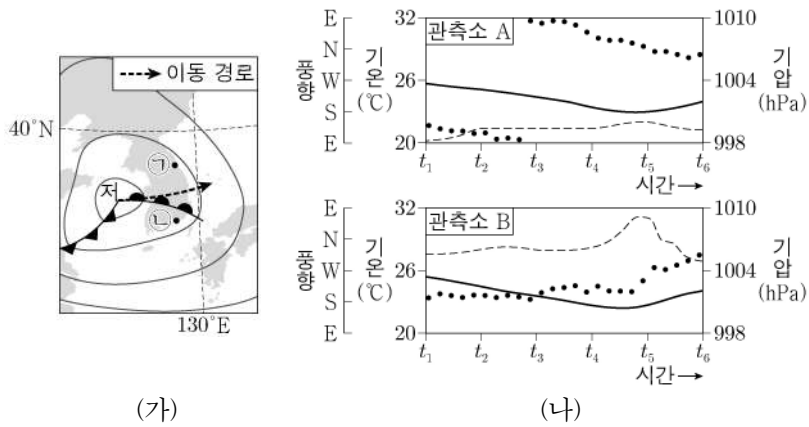 이동 경로
40°N
저
㉠
㉡
130°E
(가)
관측소 A
풍향
E
N
W
S
E
기온
(℃)
32
26
20
1010
1004
998
기압
(hPa)
t₁ t₂ t₃ t₄ t₅ t₆
시간→
관측소 B
풍향
E
N
W
S
E
기온
(℃)
32
26
20
1010
1004
998
기압
(hPa)
t₁ t₂ t₃ t₄ t₅ t₆
시간→
(나)